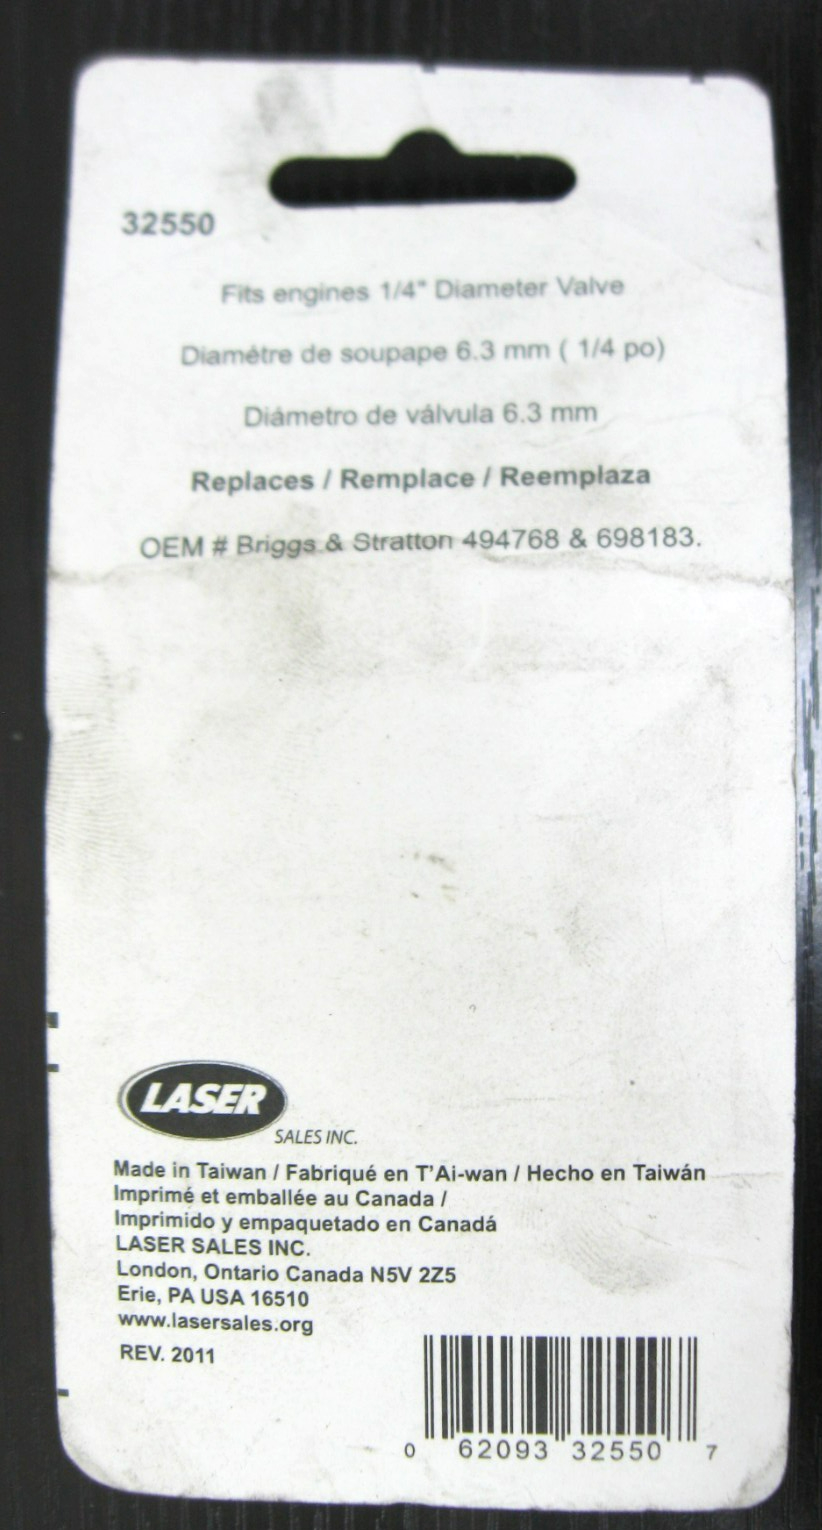 32550
Fits engines 1/4" Diameter Valve
Diamétre de soupape 6.3 mm ( 1/4 po)
Diámetro de válvula 6.3 mm
Replaces / Remplace / Reemplaza
OEM # Briggs & Stratton 494768 & 698183.
LASER
SALES INC.
Made in Taiwan / Fabriqué en T'Ai-wan / Hecho en Taiwán
Imprimé et emballée au Canada /
Imprimido y empaquetado en Canadá
LASER SALES INC.
London, Ontario Canada N5V 2Z5
Erie, PA USA 16510
www.lasersales.org
REV. 2011
0 62093 32550 7